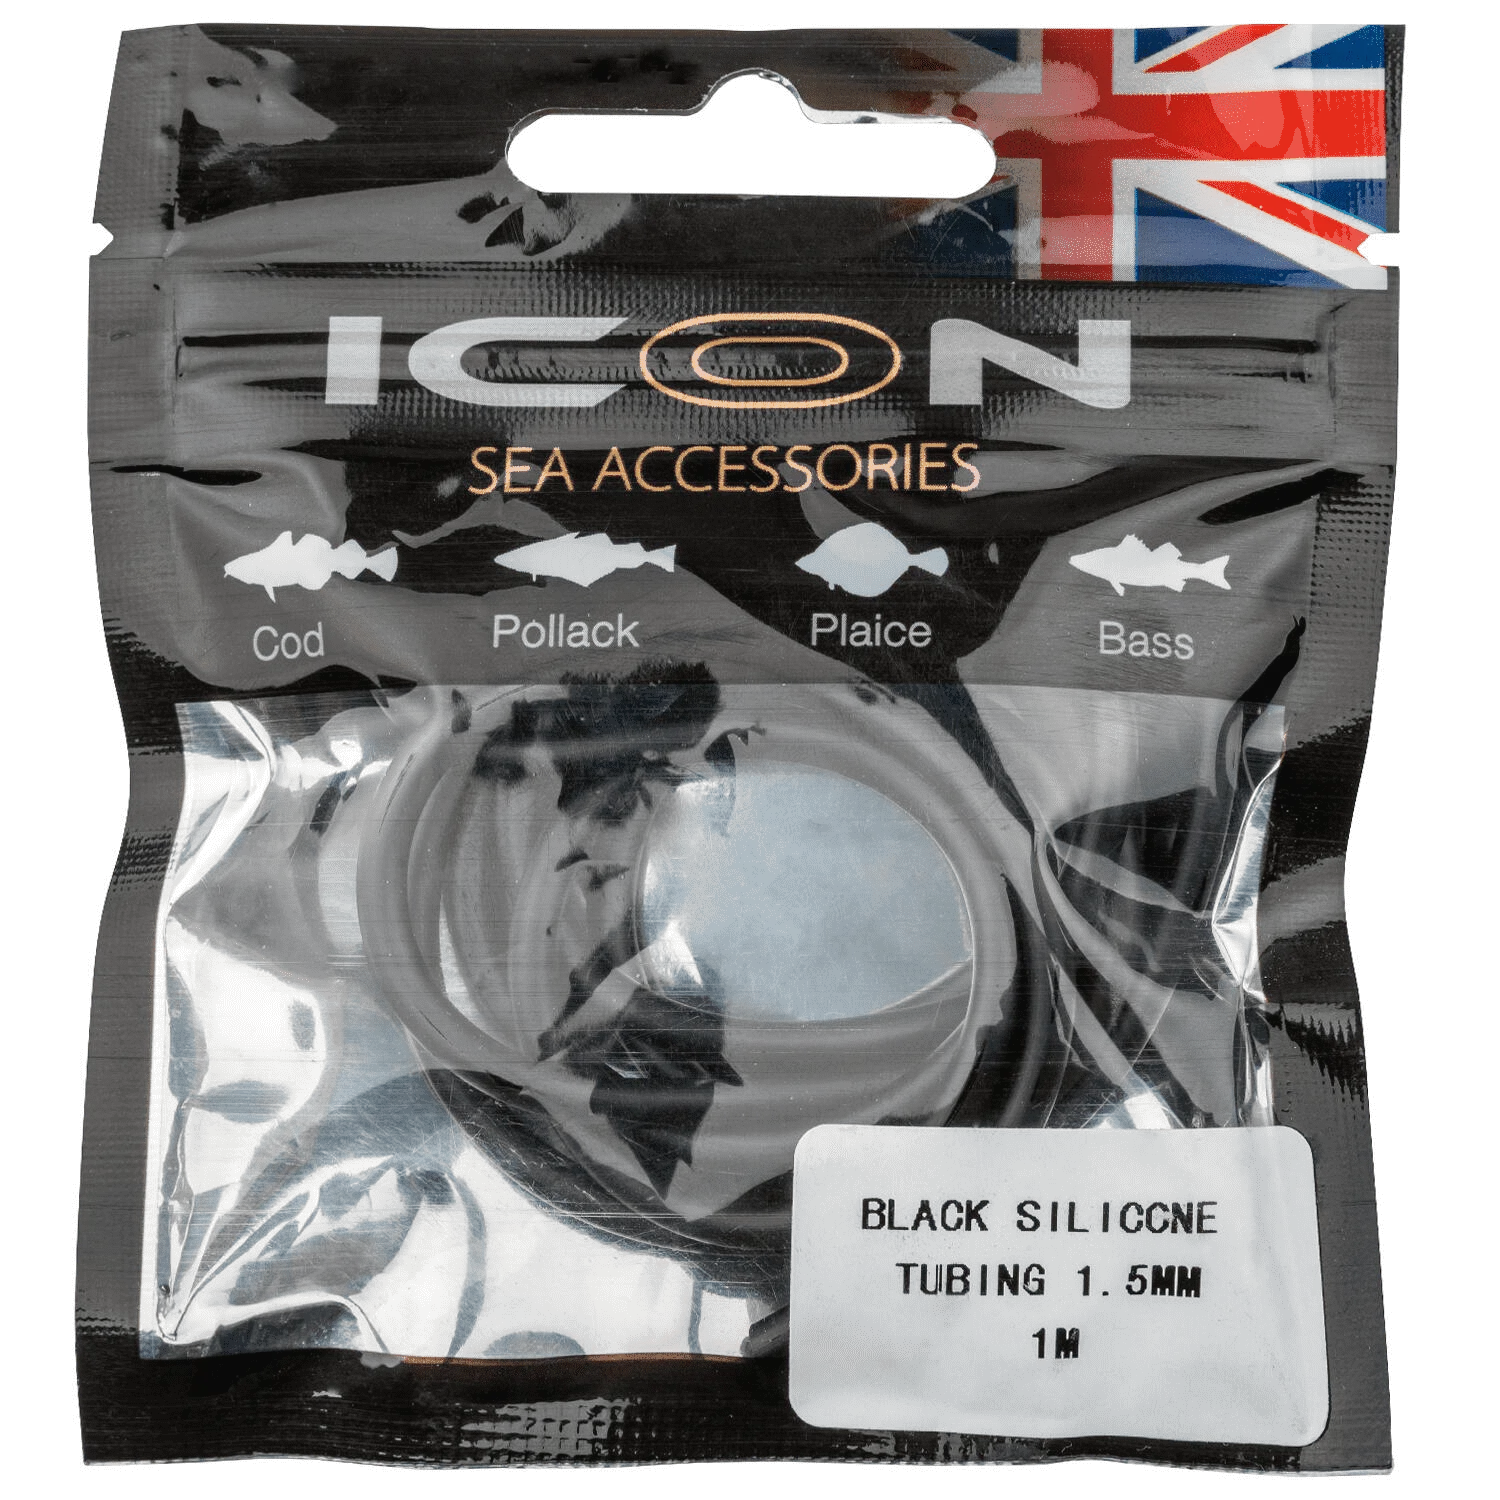 ICON
SEA ACCESSORIES
Cod Pollack Plaice Bass
BLACK SILICCNE
TUBING 1.5MM
1M